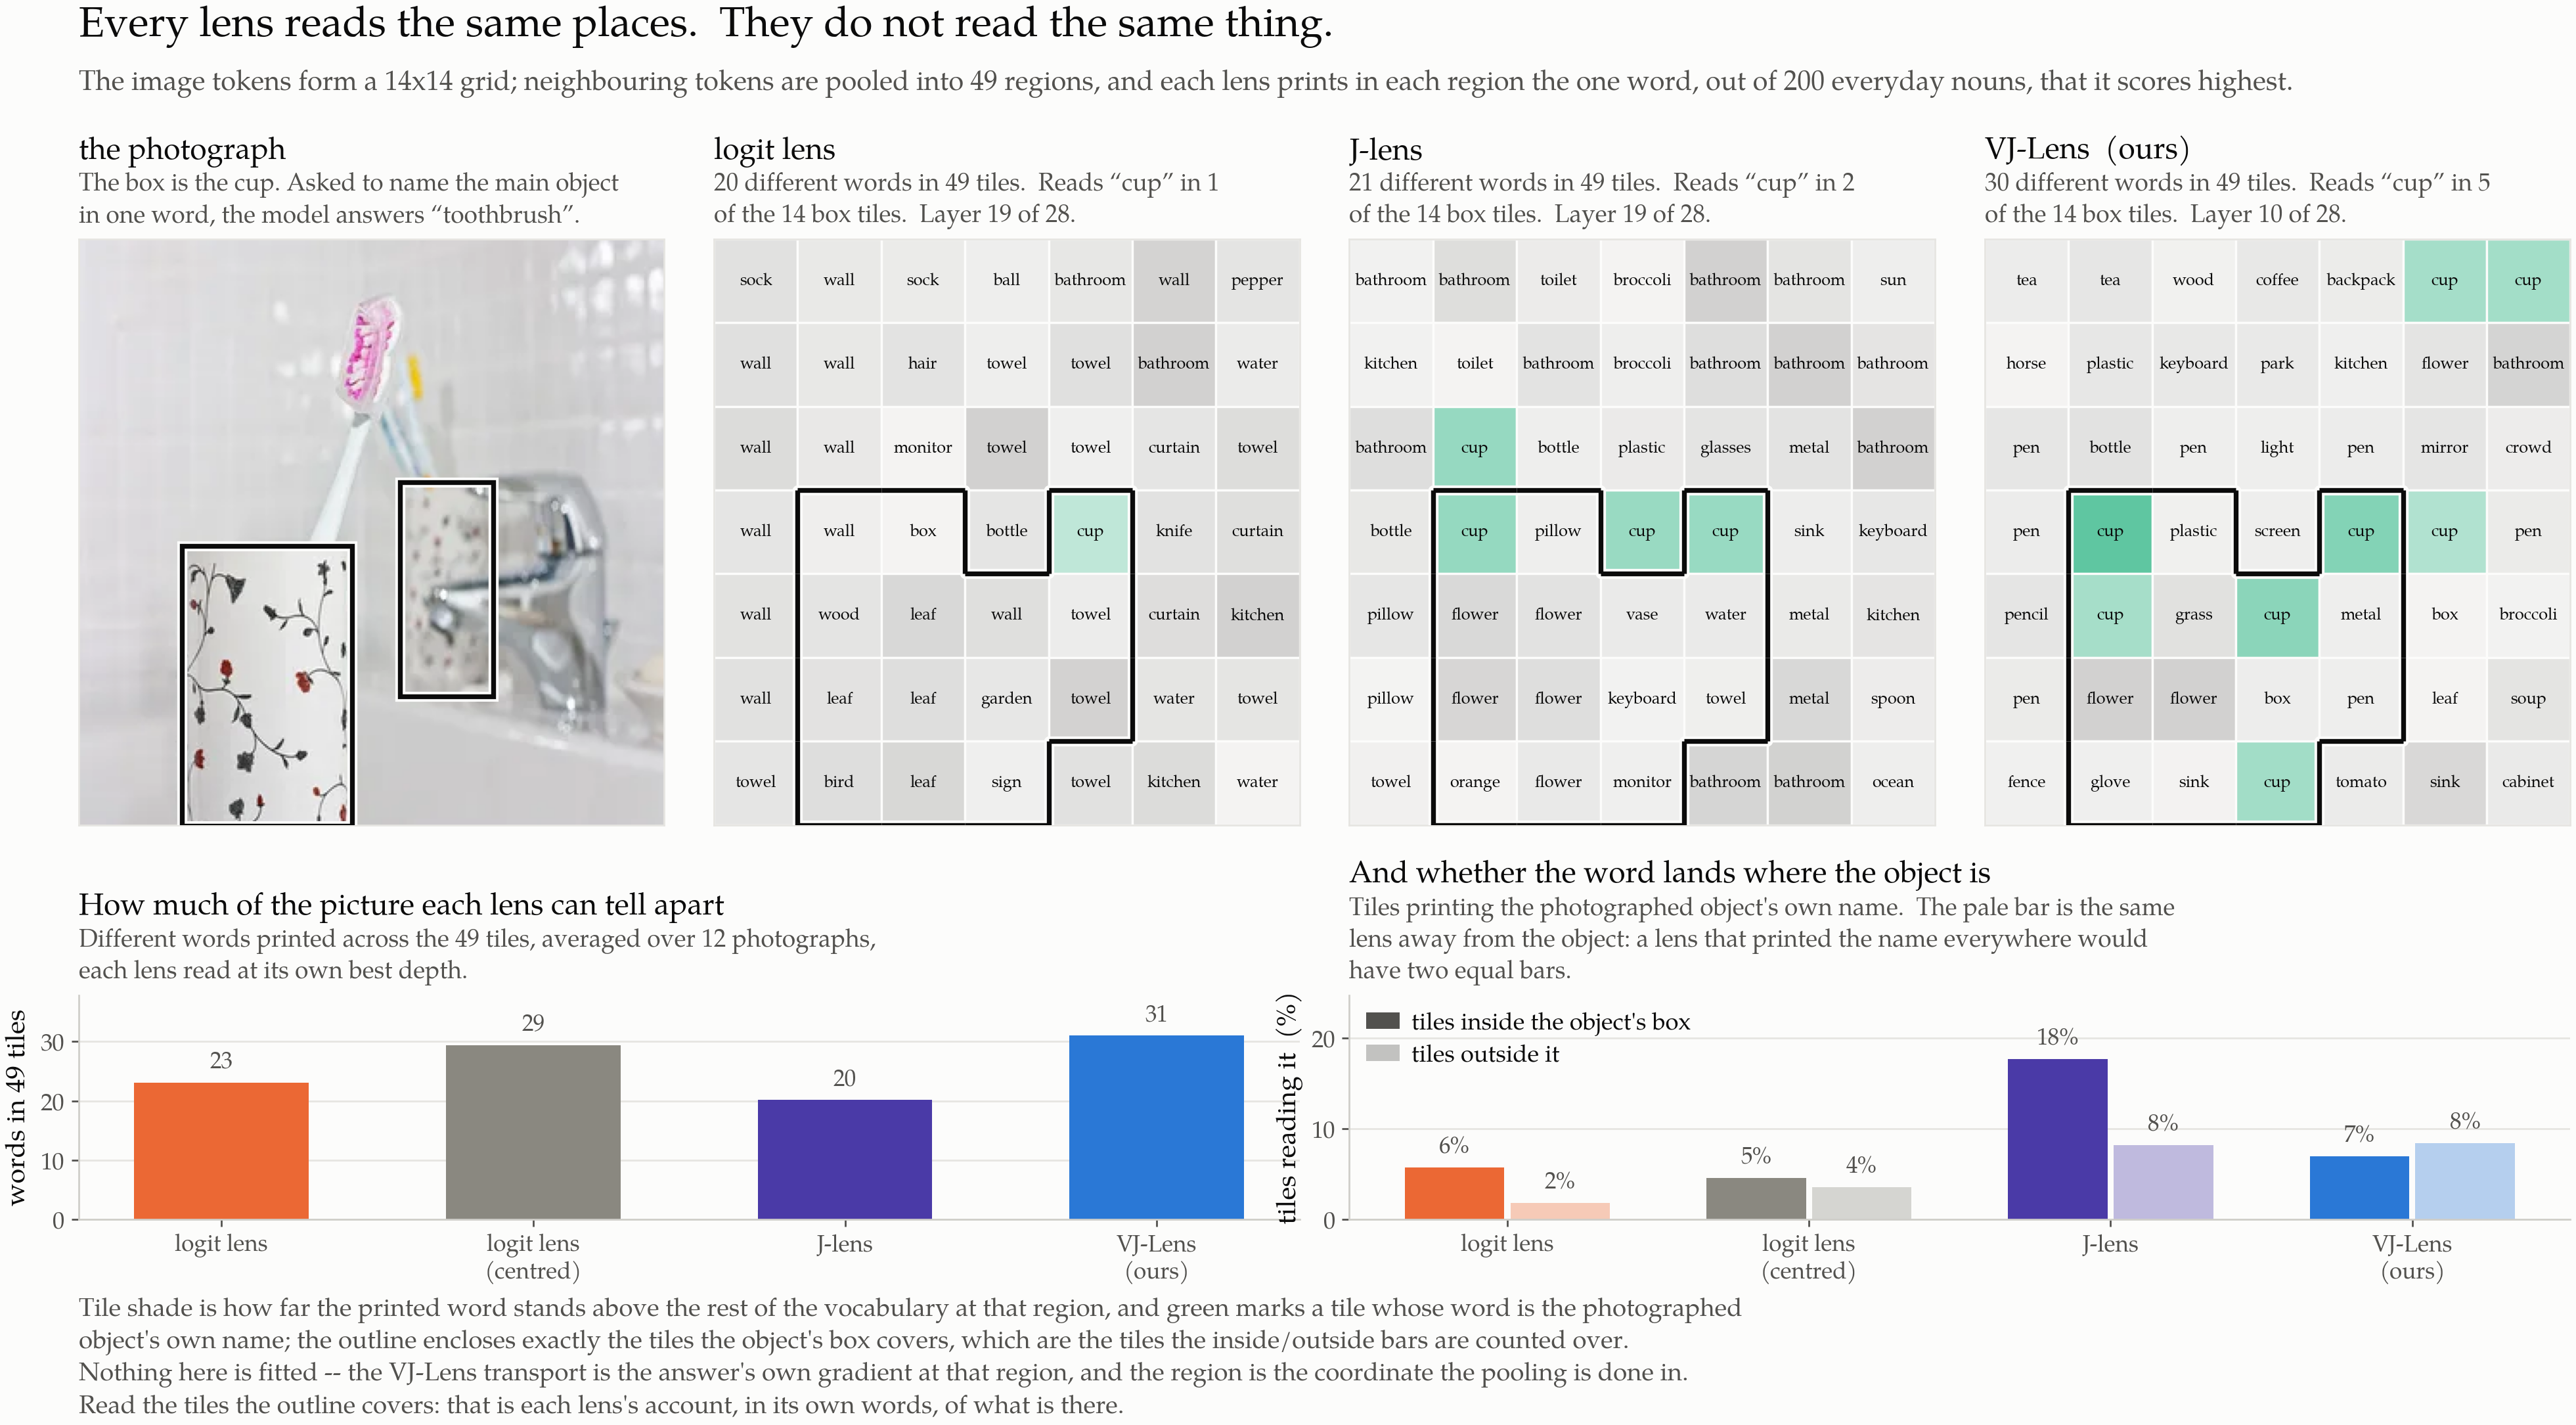 Every lens reads the same places.  They do not read the same thing.
The image tokens form a 14x14 grid; neighbouring tokens are pooled into 49 regions, and each lens prints in each region the one word, out of 200 everyday nouns, that it scores highest.
the photograph
The box is the cup. Asked to name the main object
in one word, the model answers “toothbrush”.
logit lens
20 different words in 49 tiles.  Reads “cup” in 1
of the 14 box tiles.  Layer 19 of 28.
sock wall sock ball bathroom wall pepper
wall wall hair towel towel bathroom water
wall wall monitor towel towel curtain towel
wall wall box bottle cup knife curtain
wall wood leaf wall towel curtain kitchen
wall leaf leaf garden towel water towel
towel bird leaf sign towel kitchen water
J-lens
21 different words in 49 tiles.  Reads “cup” in 2
of the 14 box tiles.  Layer 19 of 28.
bathroom bathroom toilet broccoli bathroom bathroom sun
kitchen toilet bathroom broccoli bathroom bathroom bathroom
bathroom cup bottle plastic glasses metal bathroom
bottle cup pillow cup cup sink keyboard
pillow flower flower vase water metal kitchen
pillow flower flower keyboard towel metal spoon
towel orange flower monitor bathroom bathroom ocean
VJ-Lens  (ours)
30 different words in 49 tiles.  Reads “cup” in 5
of the 14 box tiles.  Layer 10 of 28.
tea tea wood coffee backpack cup cup
horse plastic keyboard park kitchen flower bathroom
pen bottle pen light pen mirror crowd
pen cup plastic screen cup cup pen
pencil cup grass cup metal box broccoli
pen flower flower box pen leaf soup
fence glove sink cup tomato sink cabinet
How much of the picture each lens can tell apart
Different words printed across the 49 tiles, averaged over 12 photographs,
each lens read at its own best depth.
words in 49 tiles
30
20
10
0
23
29
20
31
logit lens
logit lens
(centred)
J-lens
VJ-Lens
(ours)
And whether the word lands where the object is
Tiles printing the photographed object's own name.  The pale bar is the same
lens away from the object: a lens that printed the name everywhere would
have two equal bars.
tiles reading it  (%)
20
10
0
tiles inside the object's box
tiles outside it
6%
2%
5%
4%
18%
8%
7%
8%
logit lens
logit lens
(centred)
J-lens
VJ-Lens
(ours)
Tile shade is how far the printed word stands above the rest of the vocabulary at that region, and green marks a tile whose word is the photographed
object's own name; the outline encloses exactly the tiles the object's box covers, which are the tiles the inside/outside bars are counted over.
Nothing here is fitted -- the VJ-Lens transport is the answer's own gradient at that region, and the region is the coordinate the pooling is done in.
Read the tiles the outline covers: that is each lens's account, in its own words, of what is there.